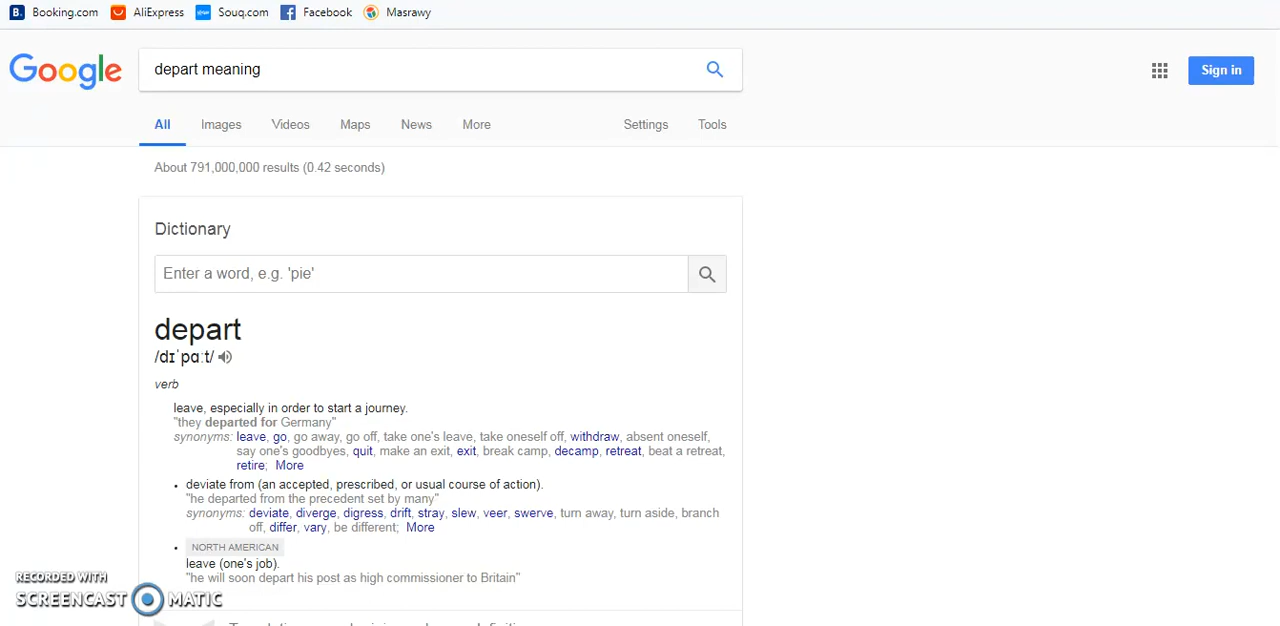 B. Booking.com AliExpress Souq.com Facebook Masrawy
Google depart meaning Sign in
All Images Videos Maps News More Settings Tools
About 791,000,000 results (0.42 seconds)
Dictionary
Enter a word, e.g. 'pie'
depart
/dɪˈpɑːt/
verb
leave, especially in order to start a journey.
"they departed for Germany"
synonyms: leave, go, go away, go off, take one's leave, take oneself off, withdraw, absent oneself,
say one's goodbyes, quit, make an exit, exit, break camp, decamp, retreat, beat a retreat,
retire; More
• deviate from (an accepted, prescribed, or usual course of action).
"he departed from the precedent set by many"
synonyms: deviate, diverge, digress, drift, stray, slew, veer, swerve, turn away, turn aside, branch
off, differ, vary, be different; More
• NORTH AMERICAN
leave (one's job).
"he will soon depart his post as high commissioner to Britain"
RECORDED WITH
SCREENCAST MATIC